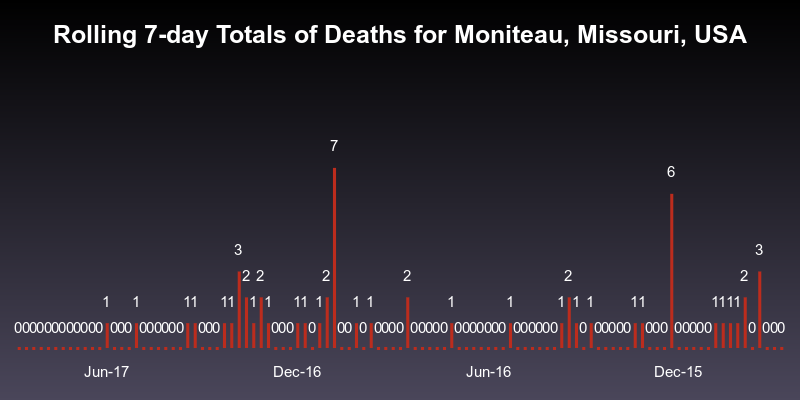 Rolling 7-day Totals of Deaths for Moniteau, Missouri, USA
7
6
3 3
2 2 2 2 2 2
1 1 11 11 1 1 11 1 1 1 1 1 1 1 1 11 1111
000000000000 000 000000 000 000 0 00 0 0000 00000 0000000 000000 0 00000 000 00000 0 000
Jun-17 Dec-16 Jun-16 Dec-15